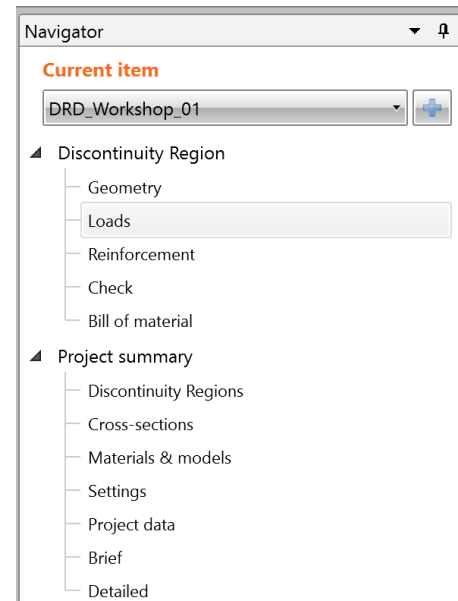 Navigator
Current item
DRD_Workshop_01
Discontinuity Region
Geometry
Loads
Reinforcement
Check
Bill of material
Project summary
Discontinuity Regions
Cross-sections
Materials & models
Settings
Project data
Brief
Detailed